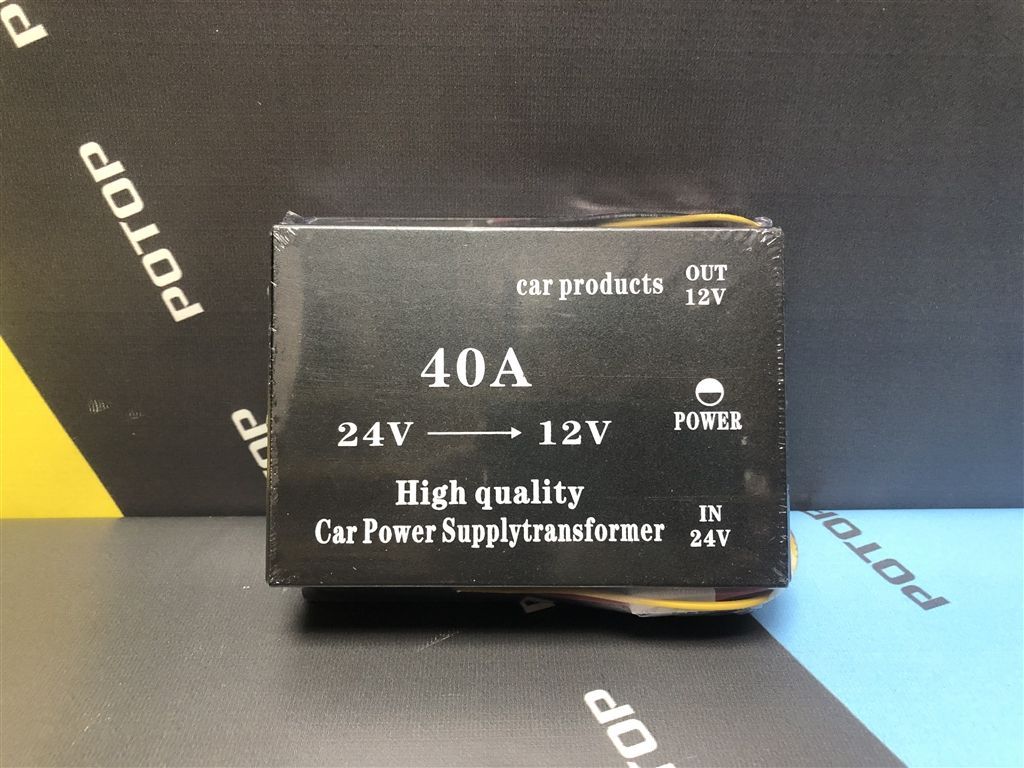 POTOP
car products
OUT
12V
40A
POWER
24V → 12V
High quality
Car Power Supplytransformer
IN
24V
POTOP
POTOP